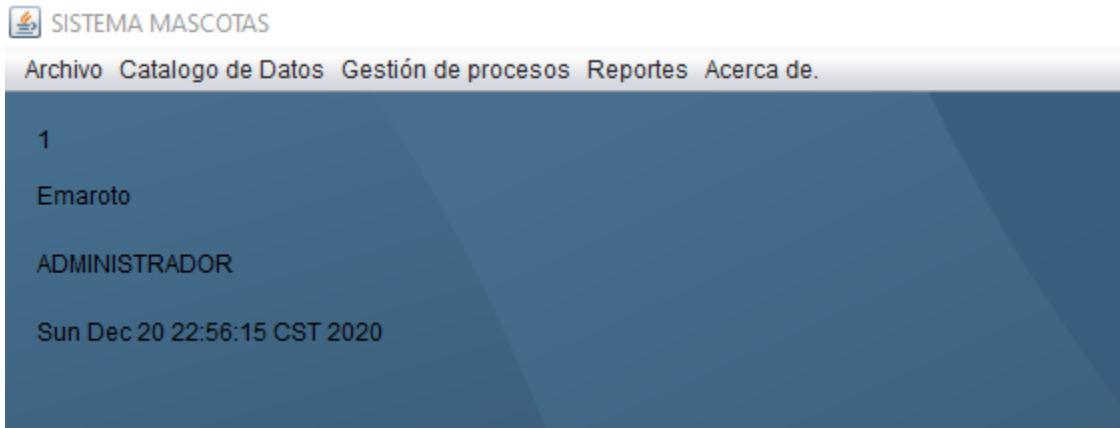 SISTEMA MASCOTAS
Archivo Catalogo de Datos Gestión de procesos Reportes Acerca de.
1
Emaroto
ADMINISTRADOR
Sun Dec 20 22:56:15 CST 2020